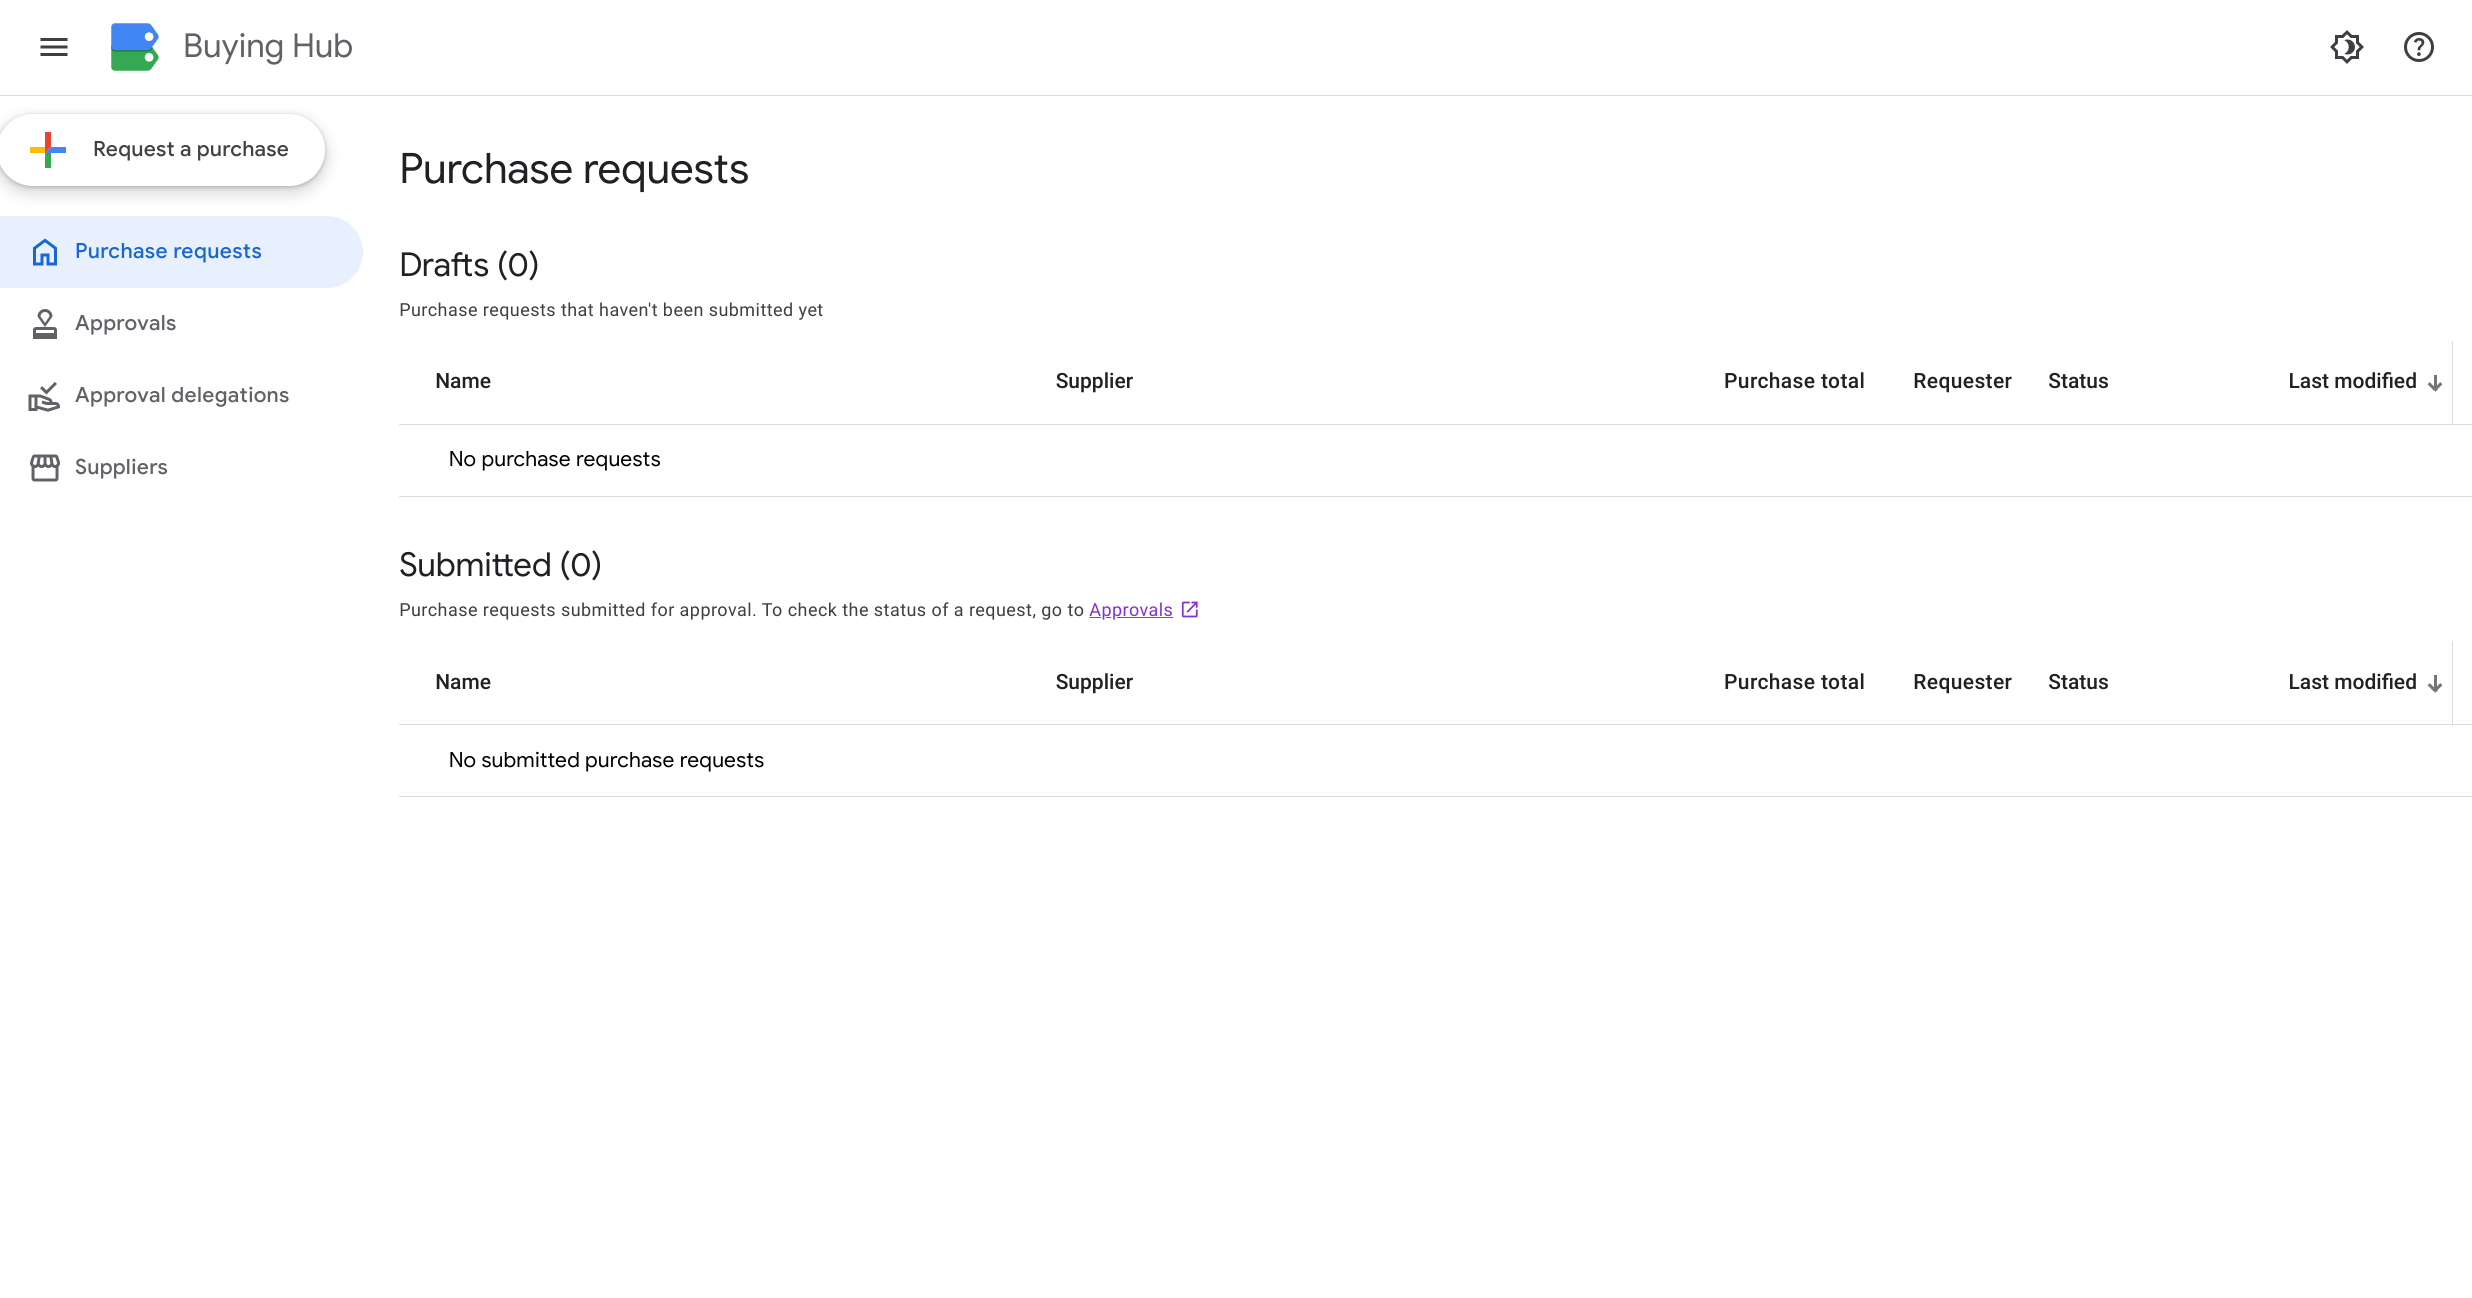 Buying Hub
Request a purchase
Purchase requests
Approvals
Approval delegations
Suppliers
Purchase requests
Drafts (0)
Purchase requests that haven't been submitted yet
Name Supplier Purchase total Requester Status Last modified
No purchase requests
Submitted (0)
Purchase requests submitted for approval. To check the status of a request, go to Approvals
Name Supplier Purchase total Requester Status Last modified
No submitted purchase requests